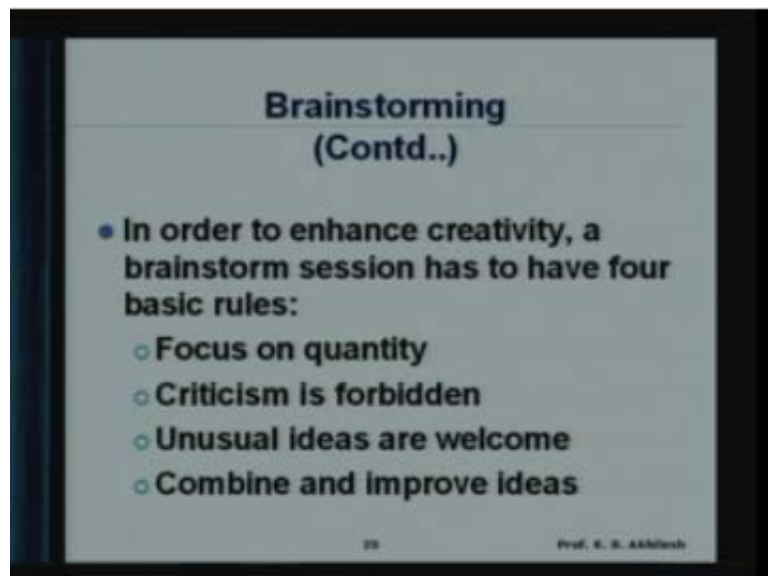 Brainstorming
(Contd..)
In order to enhance creativity, a
brainstorm session has to have four
basic rules:
Focus on quantity
Criticism is forbidden
Unusual ideas are welcome
Combine and improve ideas
Prof. K. B. Akhilesh